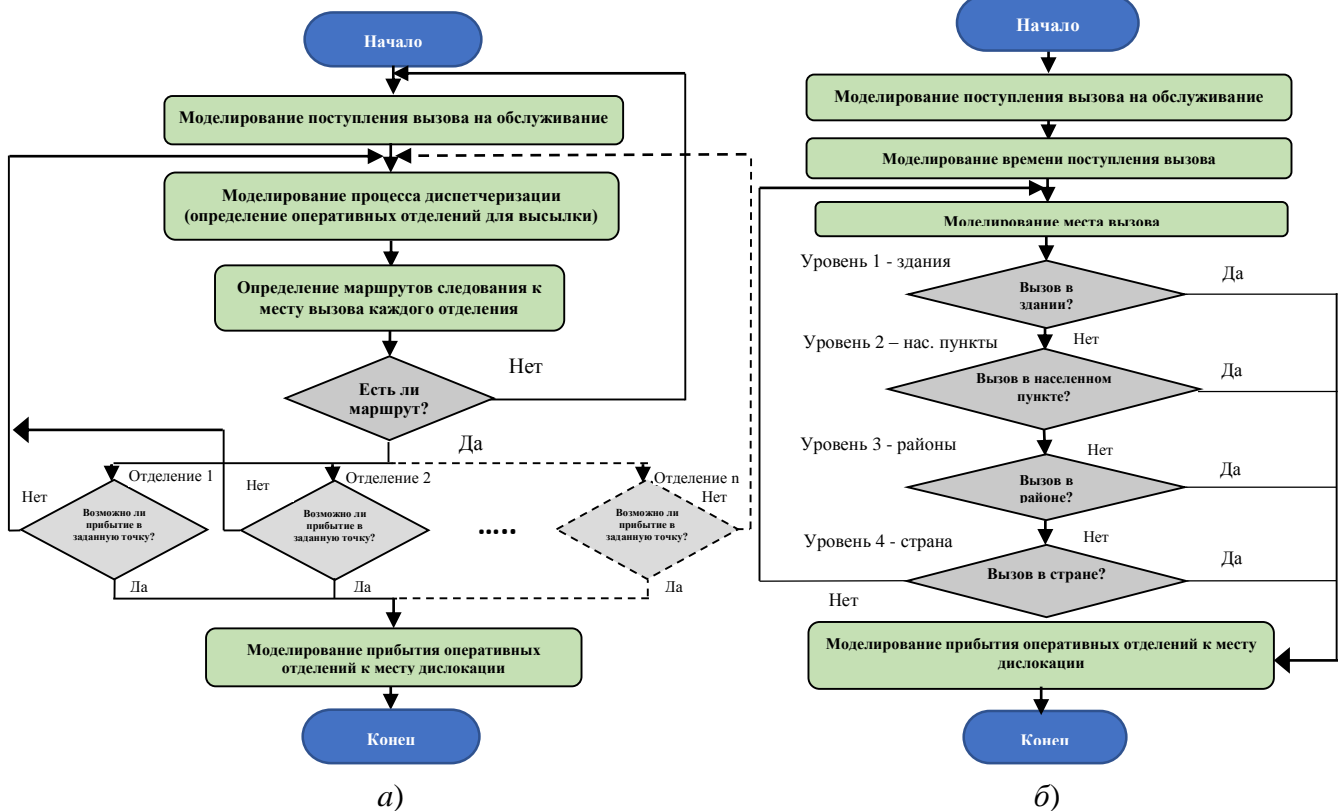 Начало
Моделирование поступления вызова на обслуживание
Моделирование процесса диспетчеризации
(определение оперативных отделений для высылки)
Определение маршрутов следования к
месту вызова каждого отделения
Есть ли
маршрут?
Нет
Да
Отделение 1
Нет
Возможно ли
прибытие в
заданную точку?
Да
Отделение 2
Нет
Возможно ли
прибытие в
заданную точку?
Да
.....
Отделение n
Нет
Возможно ли
прибытие в
заданную точку?
Да
Моделирование прибытия оперативных
отделений к месту дислокации
Конец
а)
Начало
Моделирование поступления вызова на обслуживание
Моделирование времени поступления вызова
Моделирование места вызова
Уровень 1 - здания
Вызов в
здании?
Да
Нет
Уровень 2 – нас. пункты
Вызов в населенном
пункте?
Да
Нет
Уровень 3 - районы
Вызов в
районе?
Да
Нет
Уровень 4 - страна
Вызов в стране?
Да
Нет
Моделирование прибытия оперативных отделений к месту
дислокации
Конец
б)